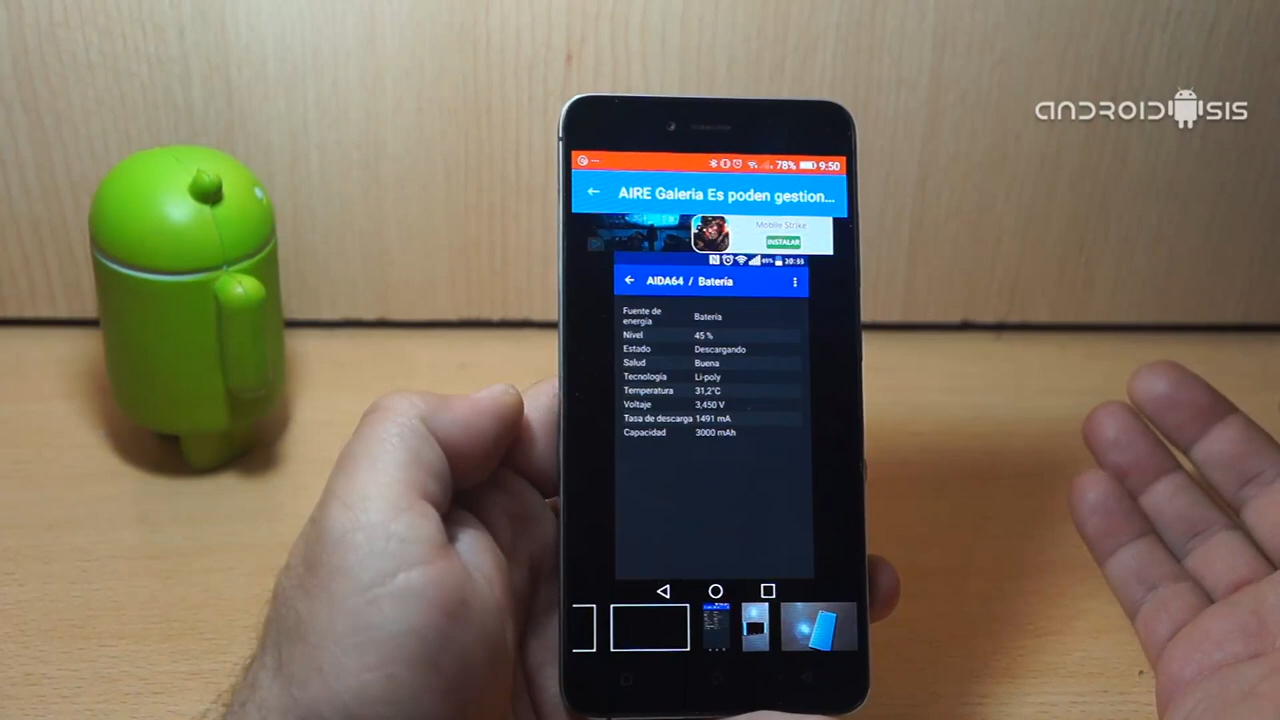 ANDROIDSIS
78% 9:50
AIRE Galeria Es poden gestion...
Mobile Strike
INSTALAR
45% 20:33
AIDA64 / Batería
Fuente de energía Batería
Nivel 45 %
Estado Descargando
Salud Buena
Tecnología Li-poly
Temperatura 31,2°C
Voltaje 3,450 V
Tasa de descarga 1491 mA
Capacidad 3000 mAh